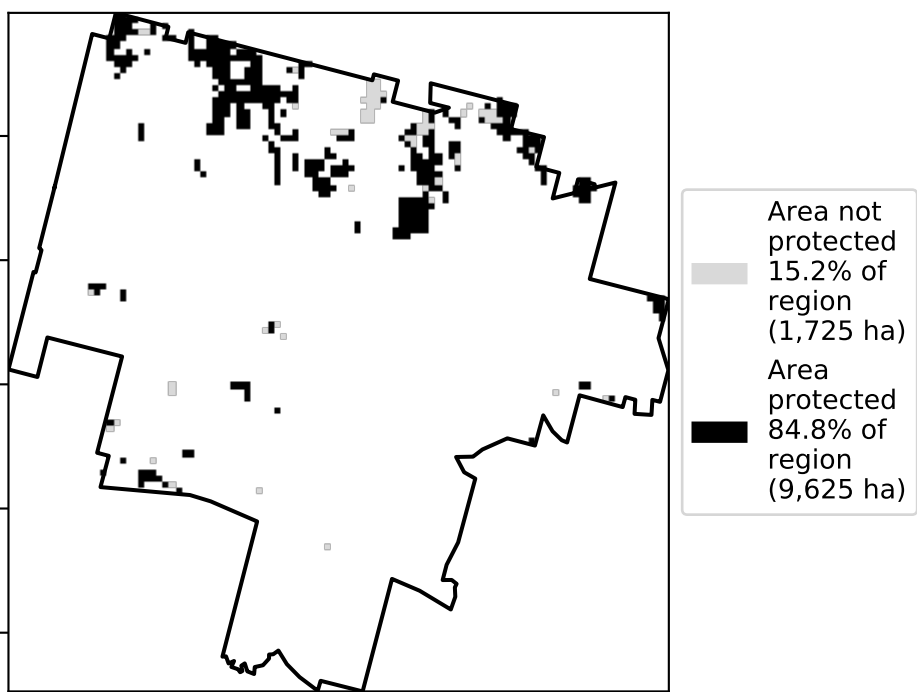 Area not
protected
15.2% of
region
(1,725 ha)
Area
protected
84.8% of
region
(9,625 ha)